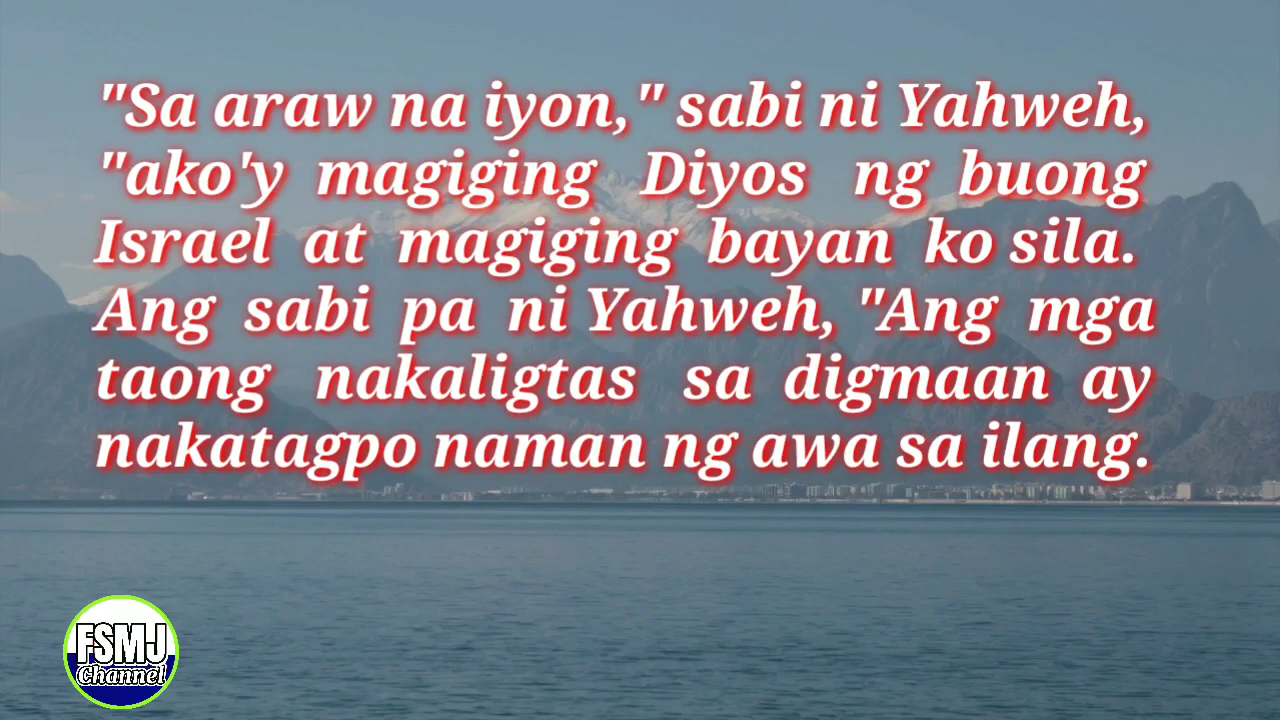 "Sa araw na iyon," sabi ni Yahweh,
"ako'y magiging Diyos ng buong
Israel at magiging bayan ko sila.
Ang sabi pa ni Yahweh, "Ang mga
taong nakaligtas sa digmaan ay
nakatagpo naman ng awa sa ilang.
FSMJ
Channel